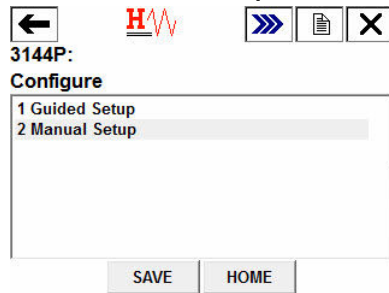 H
3144P:
Configure
1 Guided Setup
2 Manual Setup
SAVE HOME